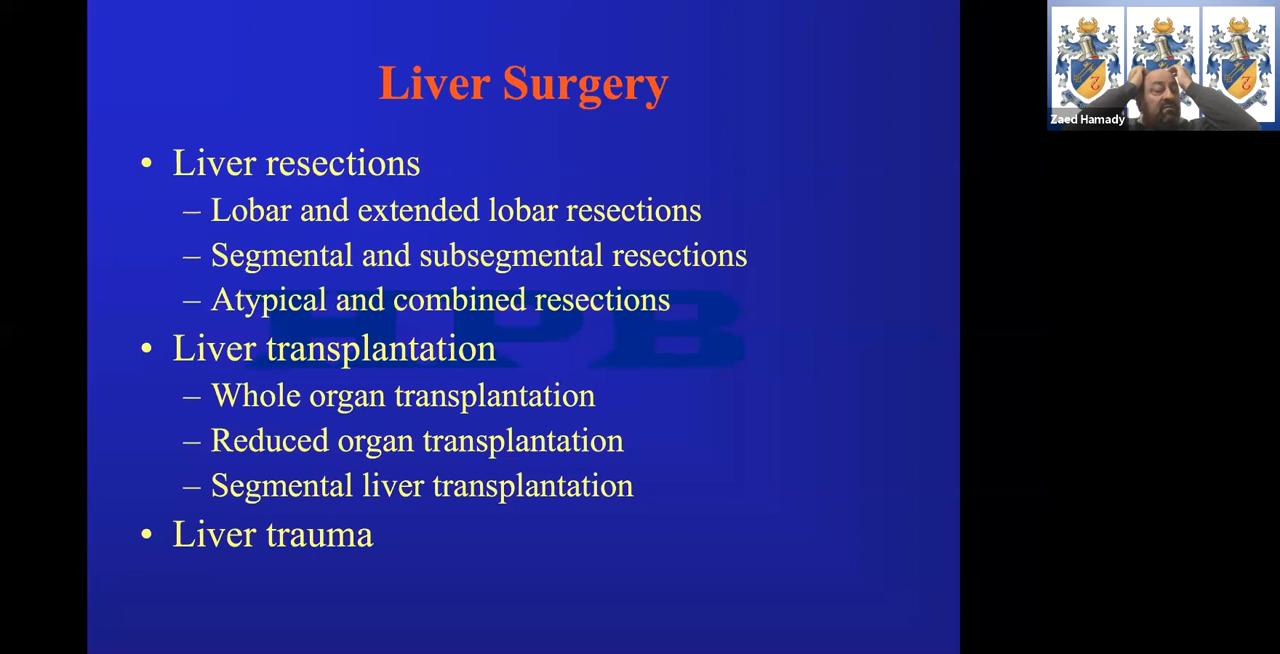 Liver Surgery
• Liver resections
– Lobar and extended lobar resections
– Segmental and subsegmental resections
– Atypical and combined resections
HPB
• Liver transplantation
– Whole organ transplantation
– Reduced organ transplantation
– Segmental liver transplantation
• Liver trauma
Zaed Hamady